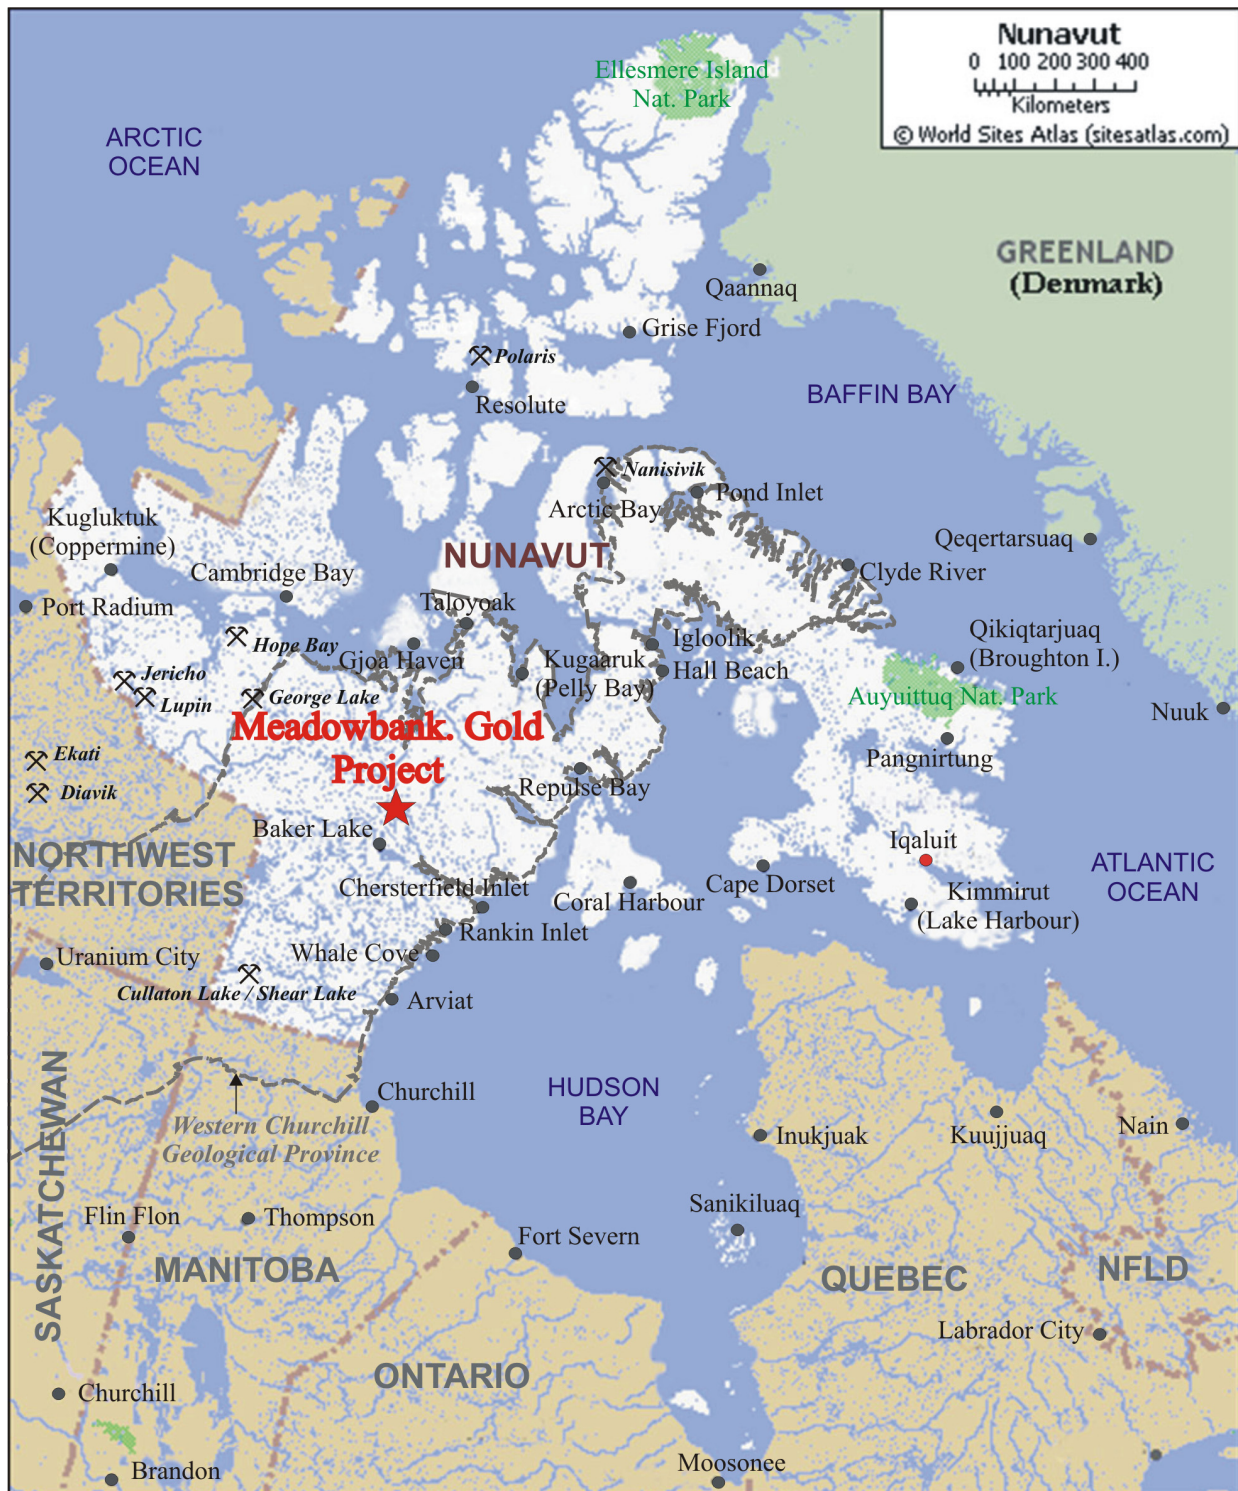 Nunavut
0 100 200 300 400
Kilometers
© World Sites Atlas (sitesatlas.com)
Ellesmere Island
Nat. Park
ARCTIC
OCEAN
GREENLAND
(Denmark)
Qaannaq
Grise Fjord
Polaris
Resolute
BAFFIN BAY
Nanisivik
Pond Inlet
Arctic Bay
Kugluktuk
(Coppermine)
Qeqertarsuaq
NUNAVUT
Cambridge Bay
Clyde River
Port Radium
Taloyoak
Qikiqtarjuaq
(Broughton I.)
Hope Bay
Igloolik
Gjoa Haven
Kugaaruk
(Pelly Bay)
Hall Beach
Jericho
Lupin
George Lake
Auyuittuq Nat. Park
Nuuk
Meadowbank. Gold
Project
Ekati
Diavik
Pangnirtung
Repulse Bay
Baker Lake
Iqaluit
NORTHWEST
TERRITORIES
ATLANTIC
OCEAN
Chersterfield Inlet
Coral Harbour
Cape Dorset
Kimmirut
(Lake Harbour)
Rankin Inlet
Whale Cove
Uranium City
Cullaton Lake / Shear Lake
Arviat
SASKATCHEWAN
HUDSON
BAY
Churchill
Western Churchill
Geological Province
Inukjuak
Kuujjuaq
Nain
Sanikiluaq
Flin Flon
Thompson
Fort Severn
MANITOBA
QUEBEC
NFLD
Labrador City
ONTARIO
Churchill
Brandon
Moosonee